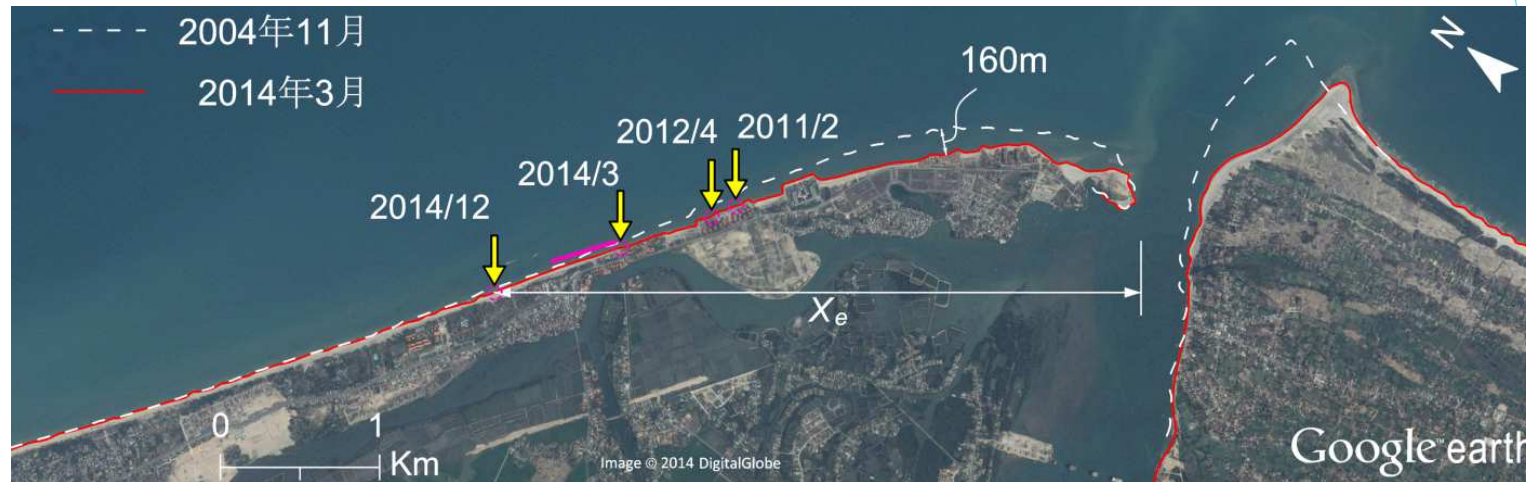 2004年11月
2014年3月
N
160m
2012/4
2011/2
2014/3
2014/12
Xe
0
1
Km
Image © 2014 DigitalGlobe
Google earth